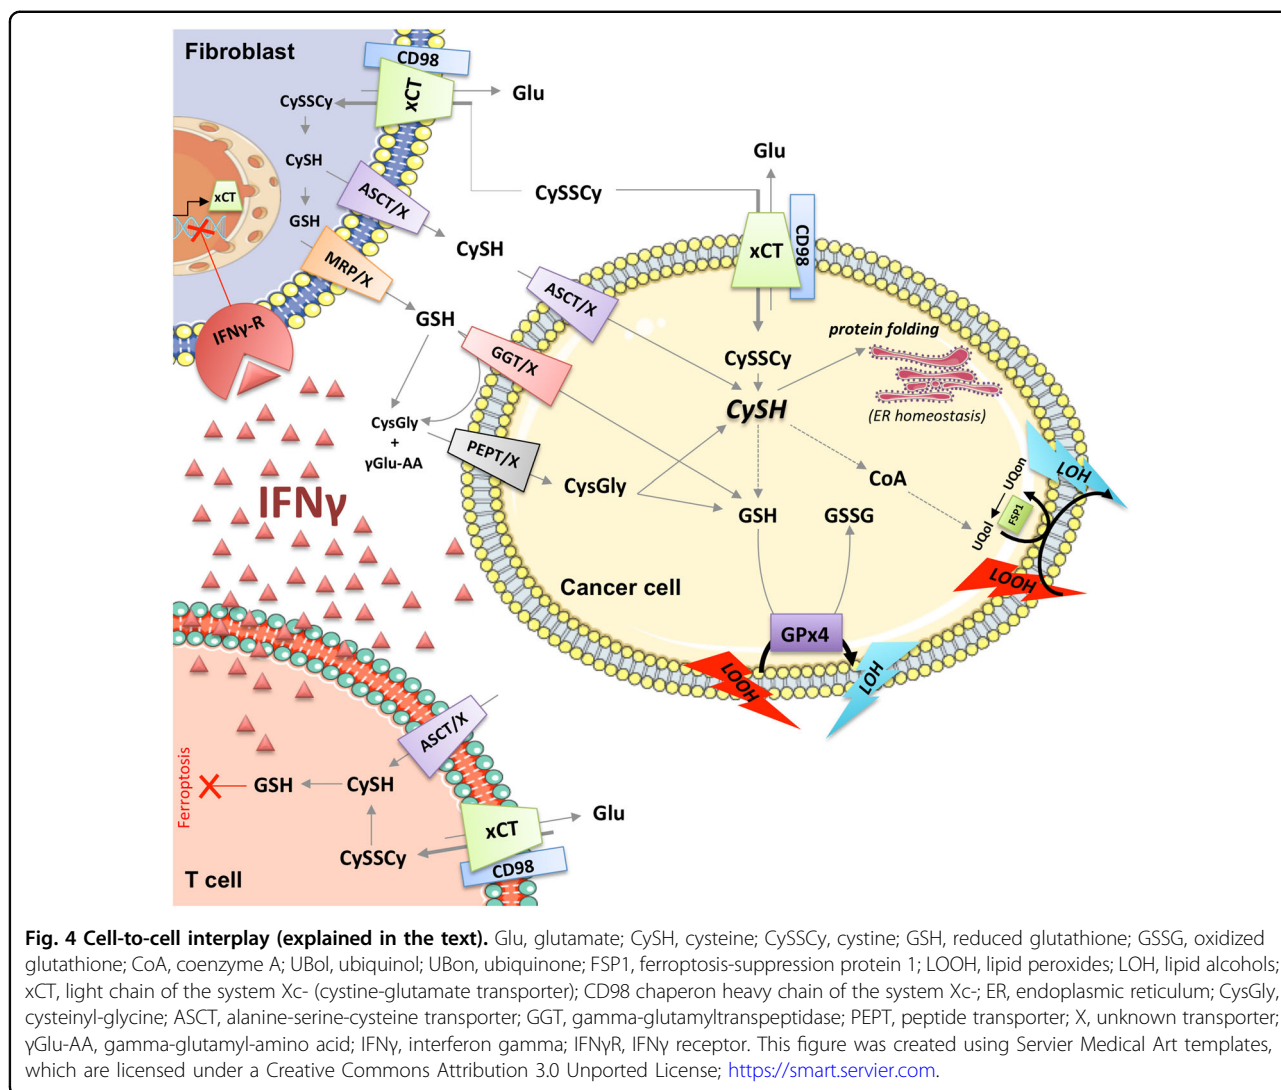 Fibroblast
CD98
xCT
Glu
CySSCy
CySH
GSH
xCT
ASCT/X
MRP/X
IFNγ-R
CySH
GSH
CySSCy
Glu
xCT
CD98
ASCT/X
GGT/X
PEPT/X
CysGly
+
γGlu-AA
CySSCy
CySH
protein folding
(ER homeostasis)
CysGly
GSH
GSSG
CoA
UQon
UQol
FSP1
LOH
LOOH
Cancer cell
GPx4
LOOH
LOH
IFNγ
ASCT/X
Ferroptosis
GSH
CySH
CySSCy
xCT
CD98
Glu
T cell
Fig. 4 Cell-to-cell interplay (explained in the text). Glu, glutamate; CySH, cysteine; CySSCy, cystine; GSH, reduced glutathione; GSSG, oxidized
glutathione; CoA, coenzyme A; UBol, ubiquinol; UBon, ubiquinone; FSP1, ferroptosis-suppression protein 1; LOOH, lipid peroxides; LOH, lipid alcohols;
xCT, light chain of the system Xc- (cystine-glutamate transporter); CD98 chaperon heavy chain of the system Xc-; ER, endoplasmic reticulum; CysGly,
cysteinyl-glycine; ASCT, alanine-serine-cysteine transporter; GGT, gamma-glutamyltranspeptidase; PEPT, peptide transporter; X, unknown transporter;
γGlu-AA, gamma-glutamyl-amino acid; IFNγ, interferon gamma; IFNγR, IFNγ receptor. This figure was created using Servier Medical Art templates,
which are licensed under a Creative Commons Attribution 3.0 Unported License; https://smart.servier.com.